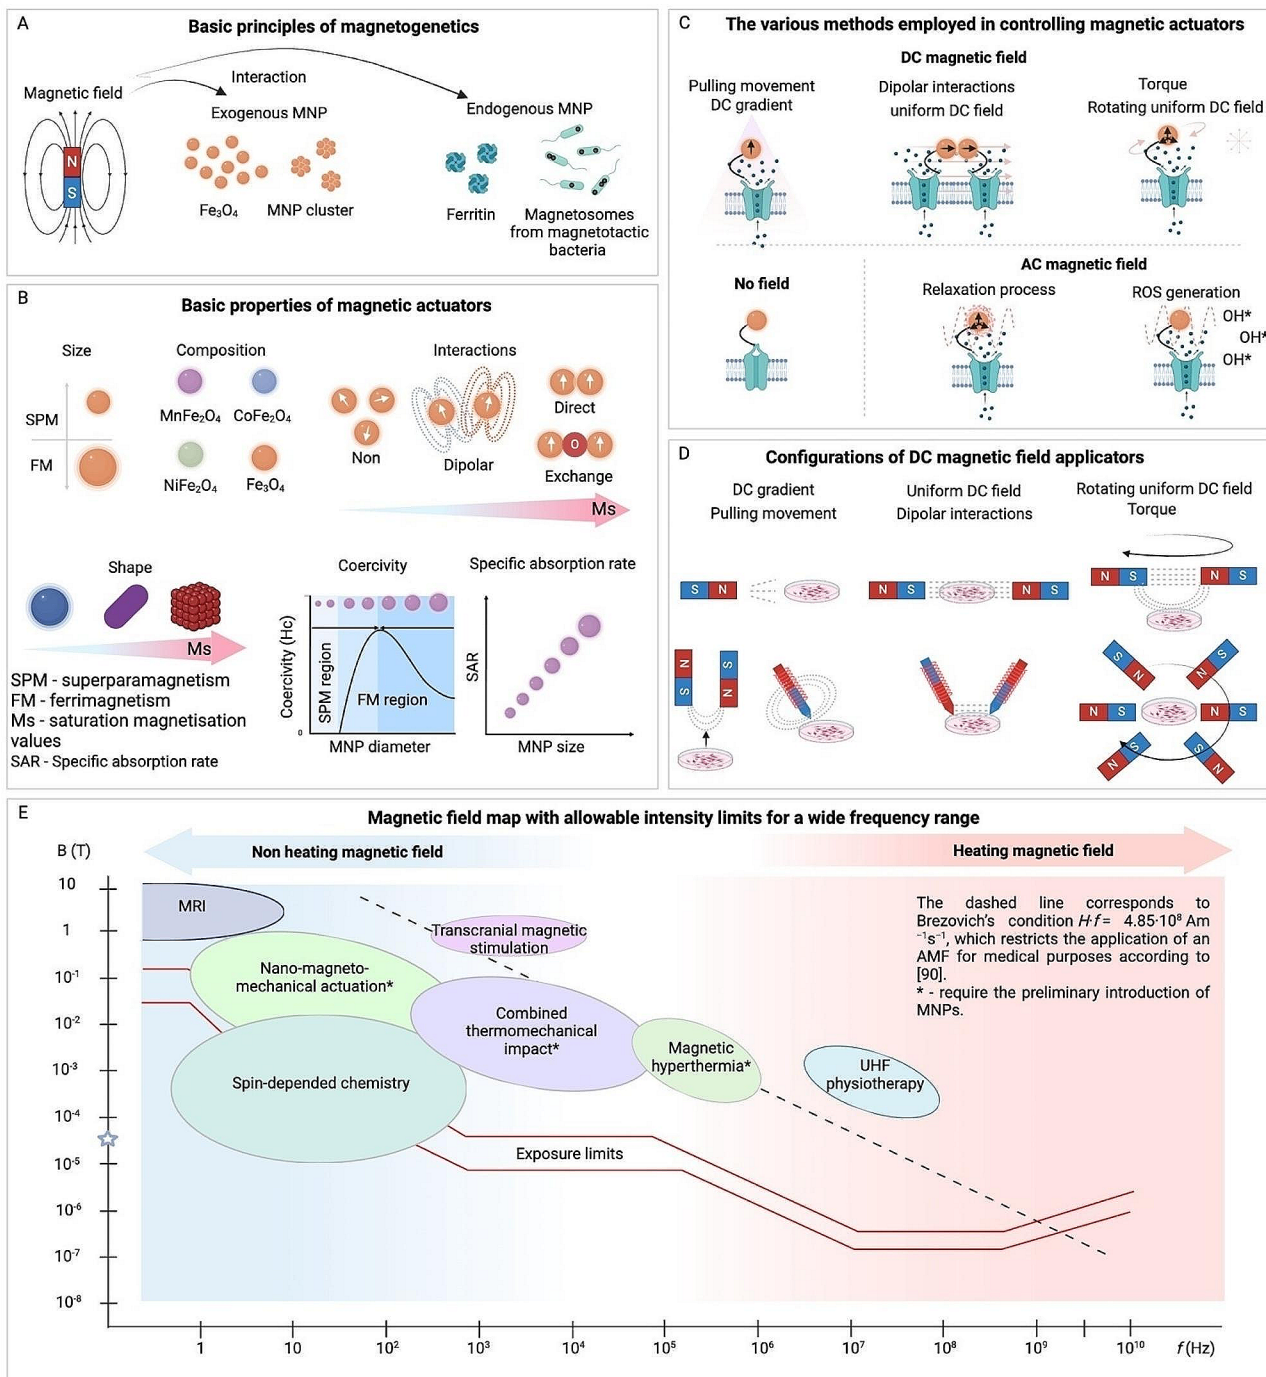 A
Basic principles of magnetogenetics
Magnetic field
Interaction
Exogenous MNP
Endogenous MNP
N
S
Fe₃O₄
MNP cluster
Ferritin
Magnetosomes
from magnetotactic
bacteria
B
Basic properties of magnetic actuators
Size
Composition
Interactions
SPM
FM
MnFe₂O₄
CoFe₂O₄
NiFe₂O₄
Fe₃O₄
Non
Dipolar
Direct
O
Exchange
Ms
Shape
Ms
SPM - superparamagnetism
FM - ferrimagnetism
Ms - saturation magnetisation
values
SAR - Specific absorption rate
Coercivity
Coercivity (Hc)
0
SPM region
FM region
MNP diameter
Specific absorption rate
SAR
MNP size
C
The various methods employed in controlling magnetic actuators
DC magnetic field
Pulling movement
DC gradient
Dipolar interactions
uniform DC field
Torque
Rotating uniform DC field
No field
AC magnetic field
Relaxation process
ROS generation
OH*
OH*
OH*
D
Configurations of DC magnetic field applicators
DC gradient
Pulling movement
Uniform DC field
Dipolar interactions
Rotating uniform DC field
Torque
S N
N S
N S
N S
N S
N
S
S
N
S
N
S
N
N S
N S
S
N
S
N
E
Magnetic field map with allowable intensity limits for a wide frequency range
Non heating magnetic field
Heating magnetic field
B (T)
10
1
10⁻¹
10⁻²
10⁻³
10⁻⁴
10⁻⁵
10⁻⁶
10⁻⁷
10⁻⁸
MRI
Transcranial magnetic
stimulation
Nano-magneto-
mechanical actuation*
Combined
thermomechanical
impact*
Magnetic
hyperthermia*
UHF
physiotherapy
Spin-depended chemistry
Exposure limits
The dashed line corresponds to
Brezovich's condition H·f = 4.85·10⁸ Am
⁻¹s⁻¹, which restricts the application of an
AMF for medical purposes according to
[90].
* - require the preliminary introduction of
MNPs.
1
10
10²
10³
10⁴
10⁵
10⁶
10⁷
10⁸
10⁹
10¹⁰
f (Hz)